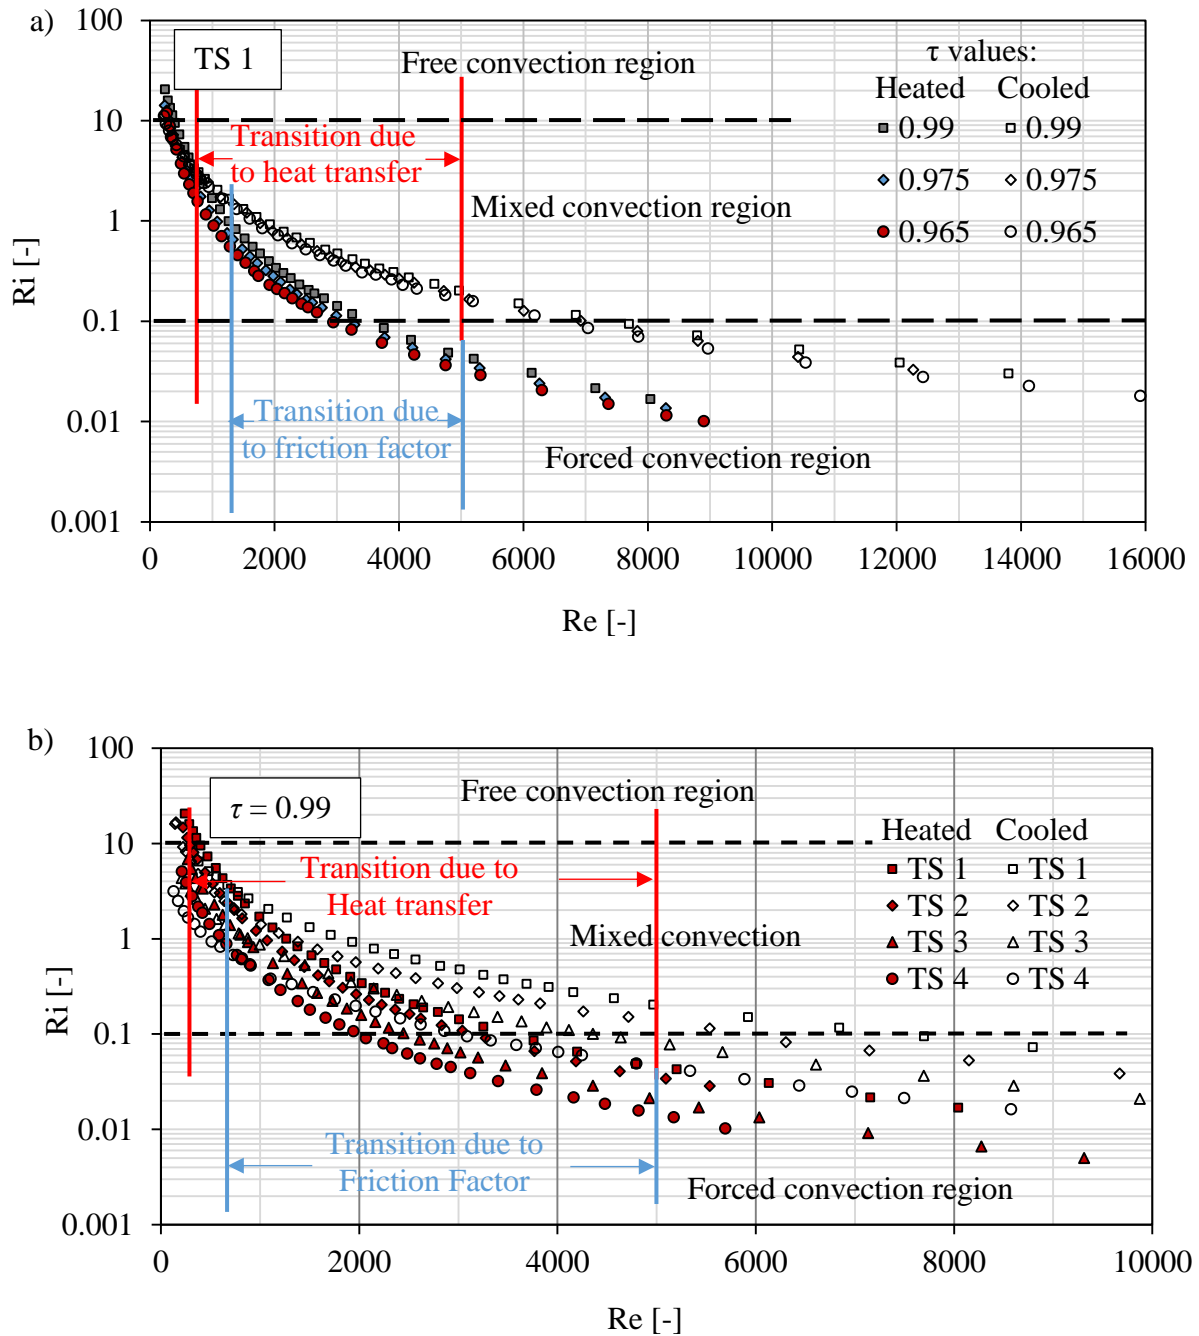 a)
100
10
1
0.1
0.01
0.001
Ri [-]
TS 1
Free convection region
τ values:
Heated Cooled
0.99 0.99
0.975 0.975
0.965 0.965
Transition due
to heat transfer
Mixed convection region
Transition due
to friction factor
Forced convection region
0 2000 4000 6000 8000 10000 12000 14000 16000
Re [-]
b)
100
10
1
0.1
0.01
0.001
Ri [-]
τ = 0.99
Free convection region
Heated Cooled
TS 1 TS 1
TS 2 TS 2
TS 3 TS 3
TS 4 TS 4
Transition due to
Heat transfer
Mixed convection
Transition due to
Friction Factor
Forced convection region
0 2000 4000 6000 8000 10000
Re [-]